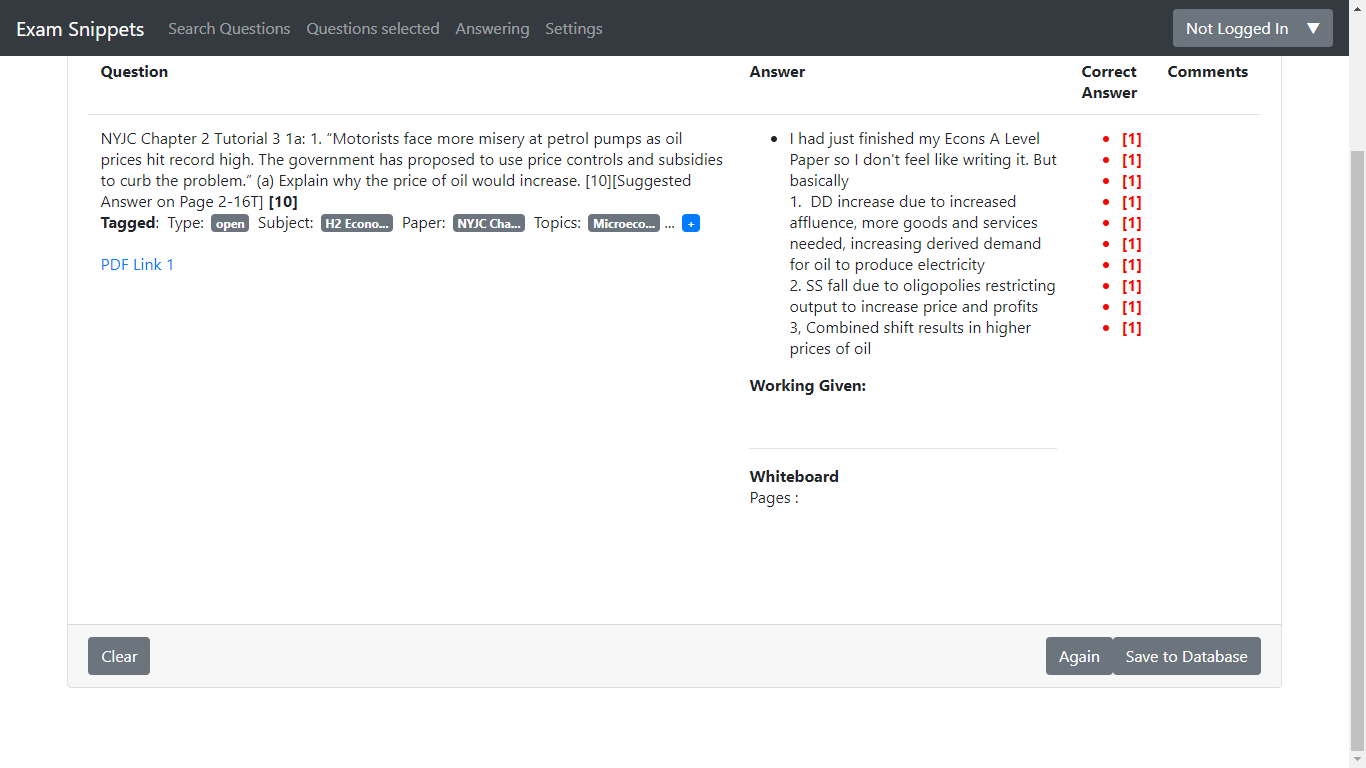 Exam Snippets Search Questions Questions selected Answering Settings Not Logged In ▼
Question Answer Correct Answer Comments
NYJC Chapter 2 Tutorial 3 1a: 1. “Motorists face more misery at petrol pumps as oil
prices hit record high. The government has proposed to use price controls and subsidies
to curb the problem.” (a) Explain why the price of oil would increase. [10][Suggested
Answer on Page 2-16T] [10]
Tagged: Type: open Subject: H2 Econo... Paper: NYJC Cha... Topics: Microeco... ... +
PDF Link 1
• I had just finished my Econs A Level
Paper so I don't feel like writing it. But
basically
1. DD increase due to increased
affluence, more goods and services
needed, increasing derived demand
for oil to produce electricity
2. SS fall due to oligopolies restricting
output to increase price and profits
3, Combined shift results in higher
prices of oil
Working Given:
Whiteboard
Pages :
• [1]
• [1]
• [1]
• [1]
• [1]
• [1]
• [1]
• [1]
• [1]
• [1]
Clear Again Save to Database